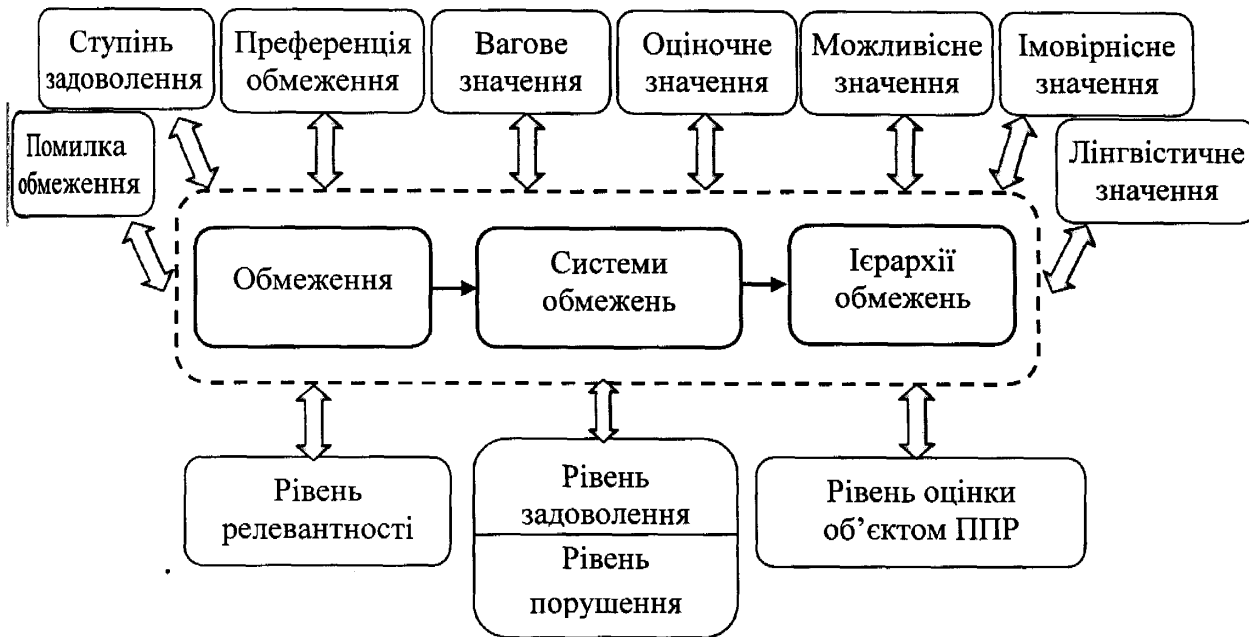 Ступінь
задоволення
Преференція
обмеження
Вагове
значення
Оціночне
значення
Можливісне
значення
Імовірнісне
значення
Помилка
обмеження
Лінгвістичне
значення
Обмеження
Системи
обмежень
Ієрархії
обмежень
Рівень
релевантності
Рівень
задоволення
Рівень
порушення
Рівень оцінки
об’єктом ППР